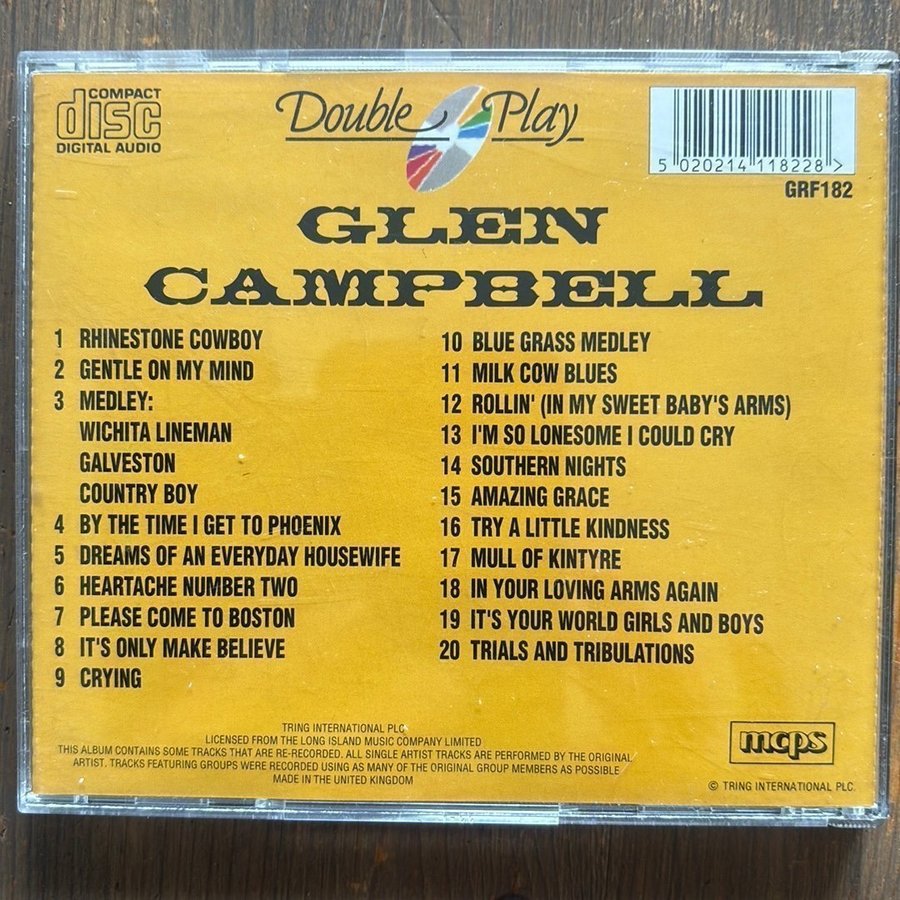 COMPACT
disc
DIGITAL AUDIO
Double Play
5 020214 118228 >
GRF182
GLEN
CAMPBELL
1 RHINESTONE COWBOY
2 GENTLE ON MY MIND
3 MEDLEY:
WICHITA LINEMAN
GALVESTON
COUNTRY BOY
4 BY THE TIME I GET TO PHOENIX
5 DREAMS OF AN EVERYDAY HOUSEWIFE
6 HEARTACHE NUMBER TWO
7 PLEASE COME TO BOSTON
8 IT'S ONLY MAKE BELIEVE
9 CRYING
10 BLUE GRASS MEDLEY
11 MILK COW BLUES
12 ROLLIN' (IN MY SWEET BABY'S ARMS)
13 I'M SO LONESOME I COULD CRY
14 SOUTHERN NIGHTS
15 AMAZING GRACE
16 TRY A LITTLE KINDNESS
17 MULL OF KINTYRE
18 IN YOUR LOVING ARMS AGAIN
19 IT'S YOUR WORLD GIRLS AND BOYS
20 TRIALS AND TRIBULATIONS
TRING INTERNATIONAL PLC
LICENSED FROM THE LONG ISLAND MUSIC COMPANY LIMITED
THIS ALBUM CONTAINS SOME TRACKS THAT ARE RE-RECORDED. ALL SINGLE ARTIST TRACKS ARE PERFORMED BY THE ORIGINAL
ARTIST. TRACKS FEATURING GROUPS WERE RECORDED USING AS MANY OF THE ORIGINAL GROUP MEMBERS AS POSSIBLE
MADE IN THE UNITED KINGDOM
mcps
© TRING INTERNATIONAL PLC.